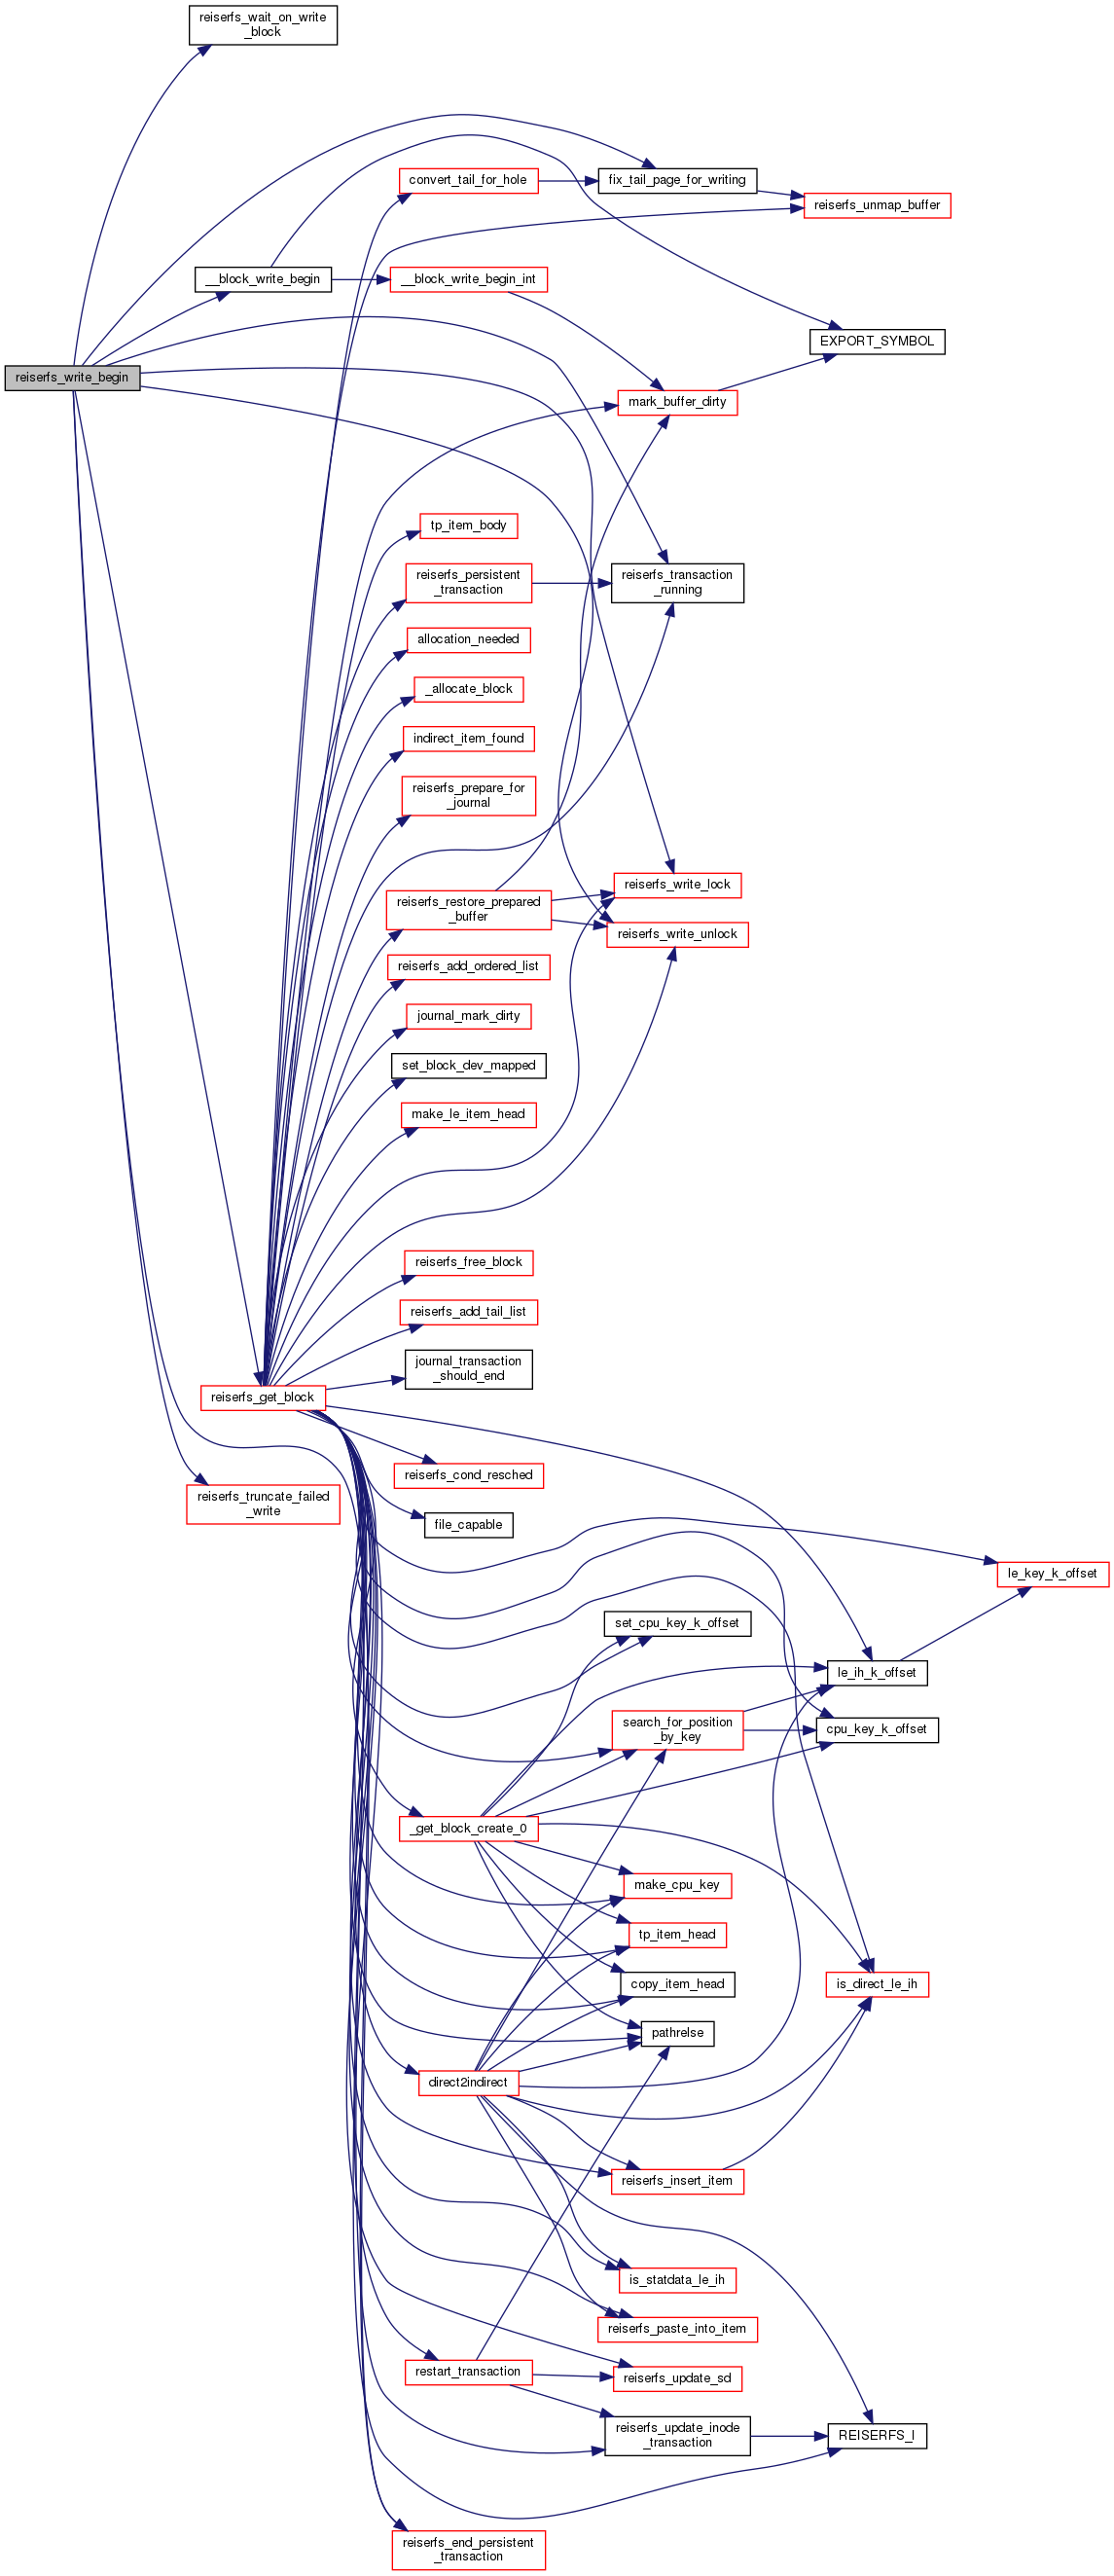 reiserfs_wait_on_write
_block
convert_tail_for_hole
fix_tail_page_for_writing
reiserfs_unmap_buffer
__block_write_begin
__block_write_begin_int
EXPORT_SYMBOL
reiserfs_write_begin
mark_buffer_dirty
tp_item_body
reiserfs_persistent
_transaction
reiserfs_transaction
_running
allocation_needed
_allocate_block
indirect_item_found
reiserfs_prepare_for
_journal
reiserfs_write_lock
reiserfs_restore_prepared
_buffer
reiserfs_write_unlock
reiserfs_add_ordered_list
journal_mark_dirty
set_block_dev_mapped
make_le_item_head
reiserfs_free_block
reiserfs_add_tail_list
journal_transaction
_should_end
reiserfs_get_block
reiserfs_cond_resched
reiserfs_truncate_failed
_write
file_capable
le_key_k_offset
set_cpu_key_k_offset
le_ih_k_offset
search_for_position
_by_key
cpu_key_k_offset
_get_block_create_0
make_cpu_key
tp_item_head
copy_item_head
is_direct_le_ih
pathrelse
direct2indirect
reiserfs_insert_item
is_statdata_le_ih
reiserfs_paste_into_item
restart_transaction
reiserfs_update_sd
reiserfs_update_inode
_transaction
REISERFS_I
reiserfs_end_persistent
_transaction